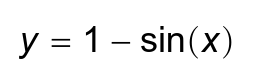 y = 1 – sin(x)